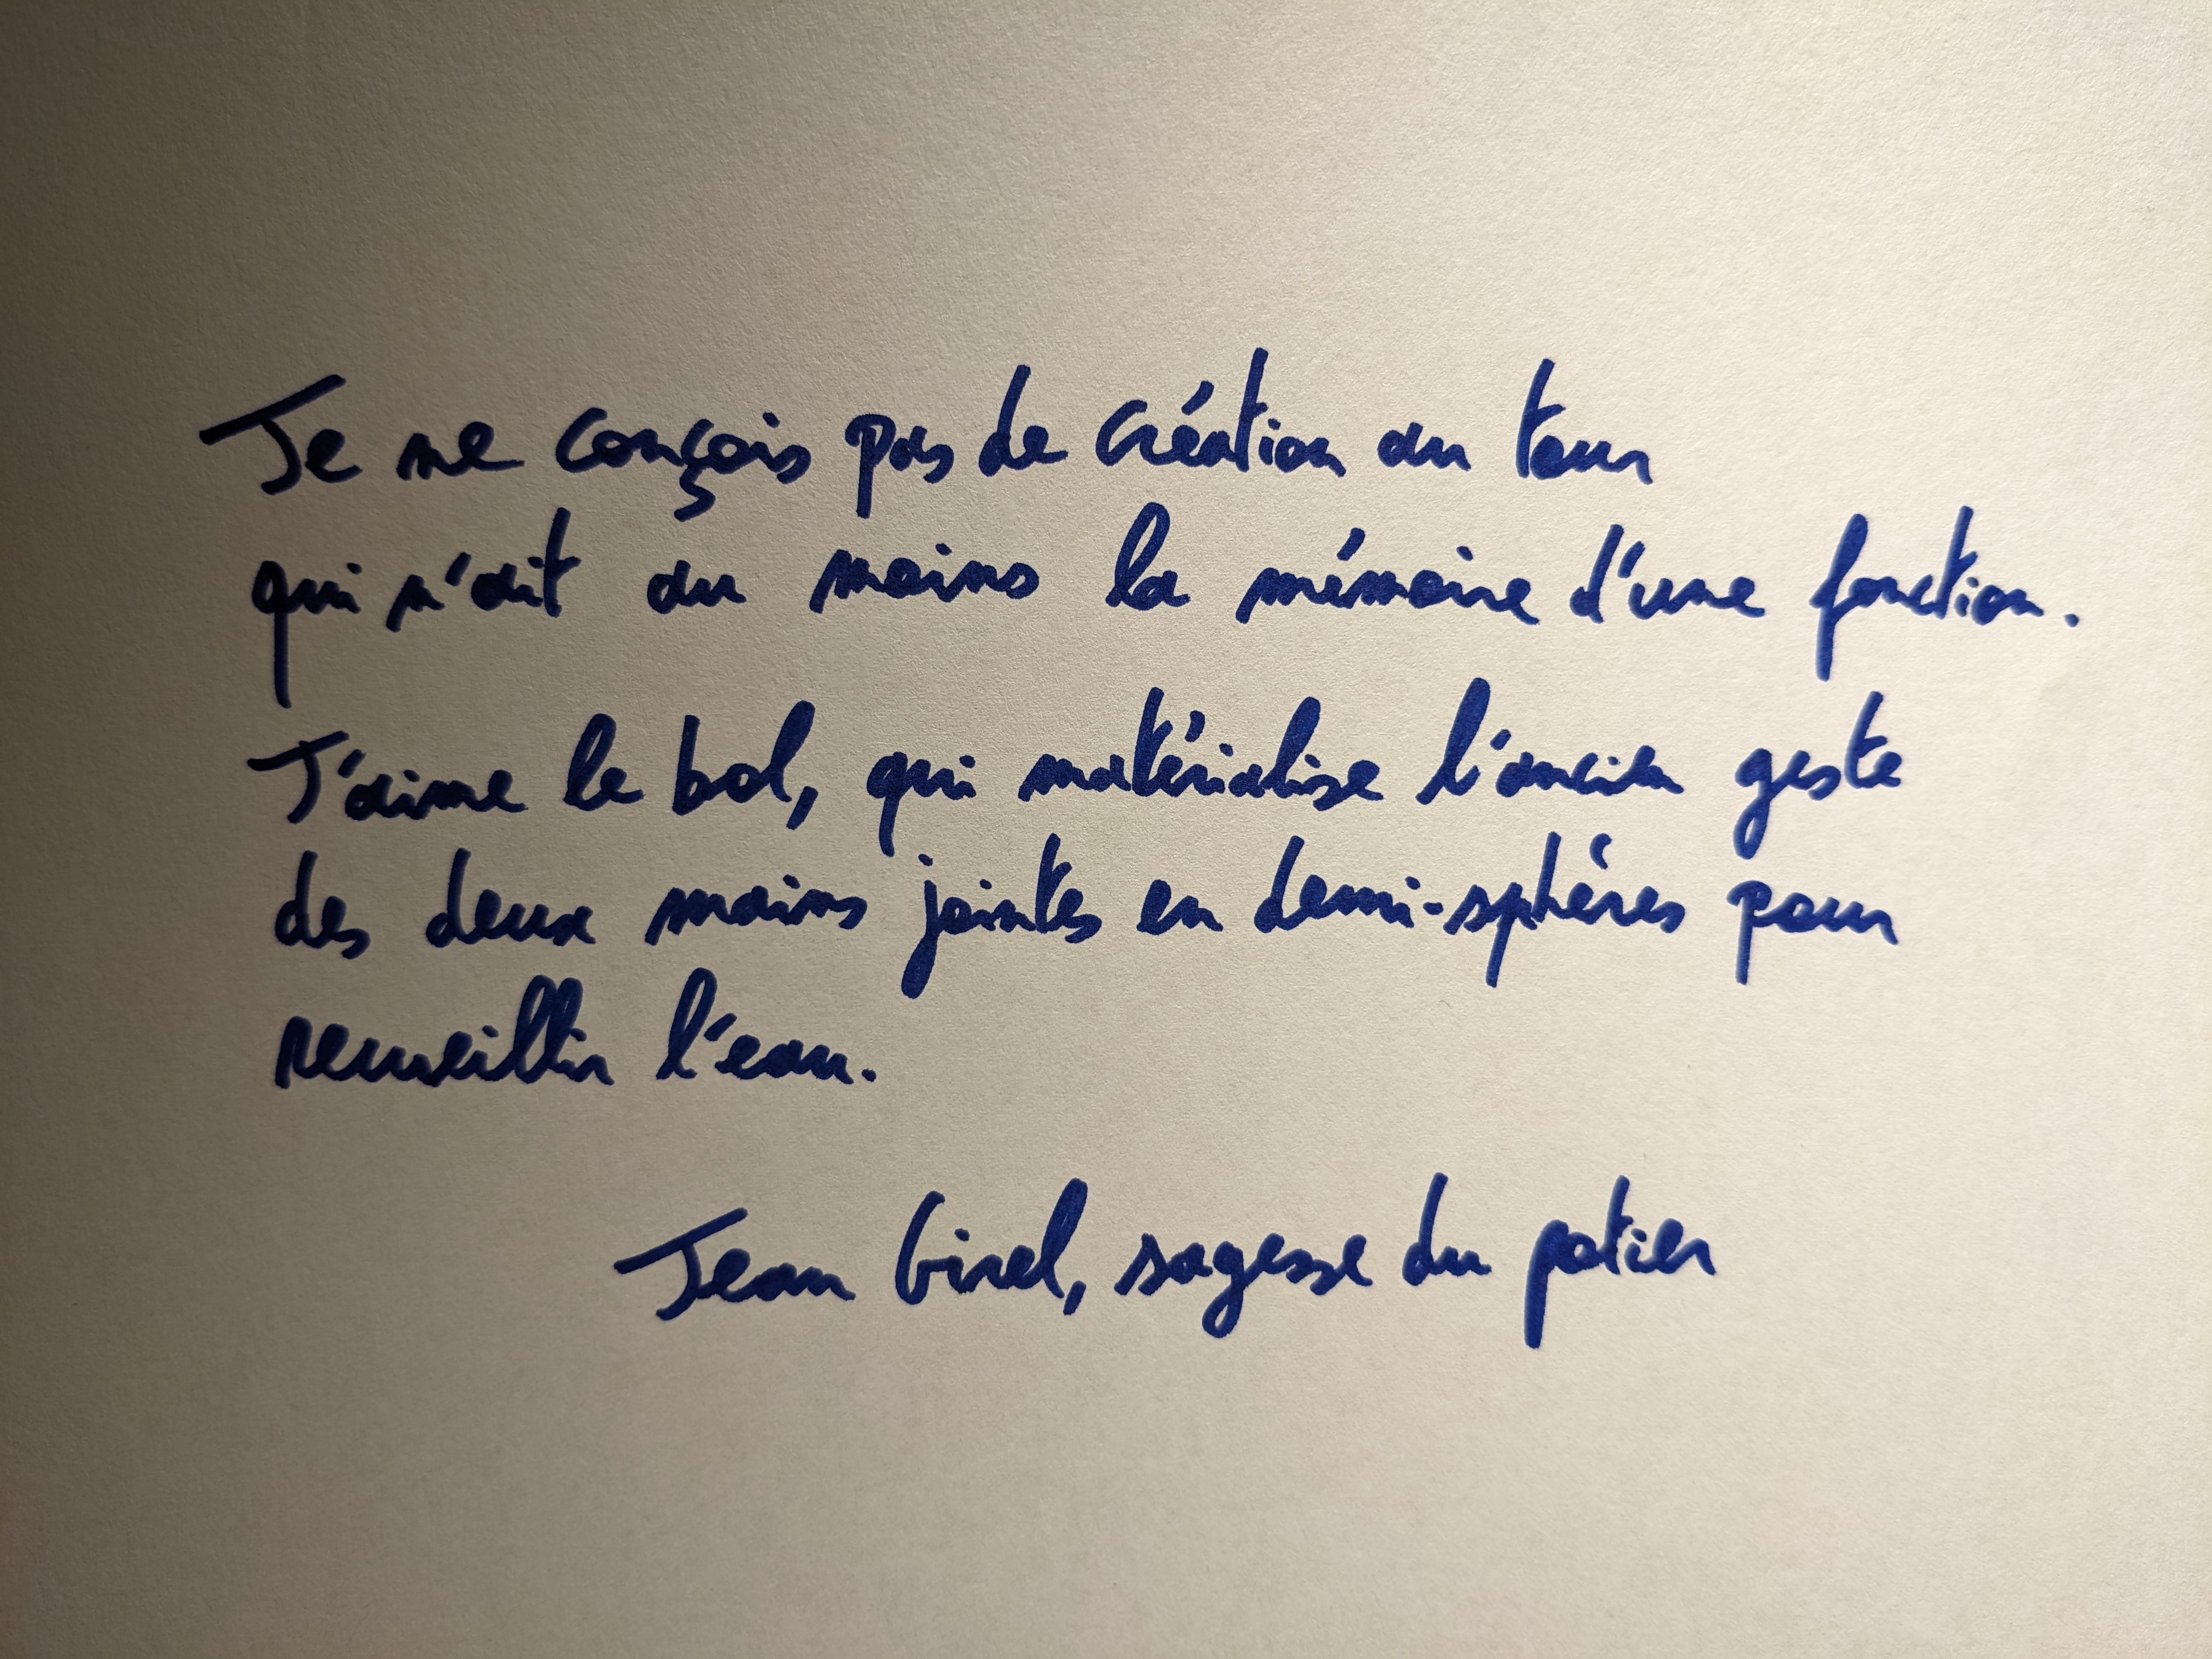 Je ne conçois pas de création au tour
qui n'ait au moins la mémoire d'une fonction.
J'aime le bol, qui matérialise l'ancien geste
des deux mains jointes en demi-sphères pour
recueillir l'eau.
Jean Girel, sagesse du potier